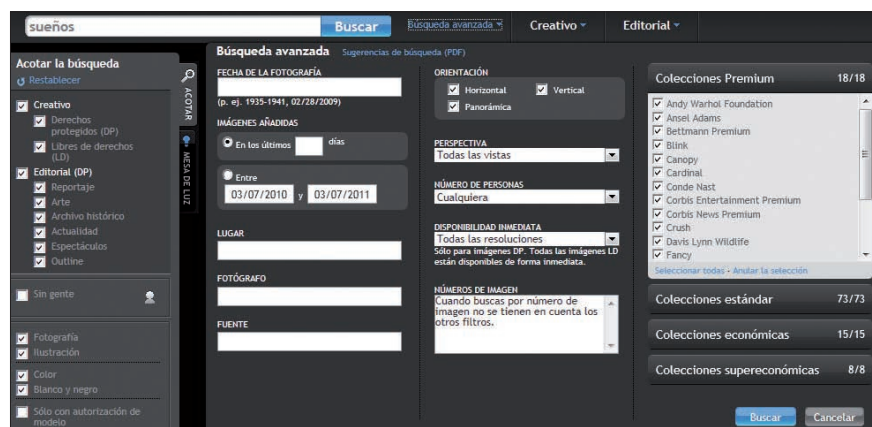 sueños
Buscar
Búsqueda avanzada
Creativo
Editorial
Acotar la búsqueda
Restablecer
Creativo
Derechos
protegidos (DP)
Libres de derechos
(LD)
Editorial (DP)
Reportaje
Arte
Archivo histórico
Actualidad
Espectáculos
Outline
Sin gente
Fotografía
Ilustración
Color
Blanco y negro
Sólo con autorización de
modelo
ACOTAR
MESA DE LUZ
Búsqueda avanzada Sugerencias de búsqueda (PDF)
FECHA DE LA FOTOGRAFÍA
(p. ej. 1935-1941, 02/28/2009)
IMÁGENES AÑADIDAS
En los últimos días
Entre
03/07/2010 y 03/07/2011
LUGAR
FOTÓGRAFO
FUENTE
ORIENTACIÓN
Horizontal Vertical
Panorámica
PERSPECTIVA
Todas las vistas
NÚMERO DE PERSONAS
Cualquiera
DISPONIBILIDAD INMEDIATA
Todas las resoluciones
Sólo para imágenes DP. Todas las imágenes LD
están disponibles de forma inmediata.
NÚMEROS DE IMAGEN
Cuando buscas por número de
imagen no se tienen en cuenta los
otros filtros.
Colecciones Premium 18/18
Andy Warhol Foundation
Ansel Adams
Bettmann Premium
Blink
Canopy
Cardinal
Conde Nast
Corbis Entertainment Premium
Corbis News Premium
Crush
Davis Lynn Wildlife
Fancy
Seleccionar todas - Anular la selección
Colecciones estándar 73/73
Colecciones económicas 15/15
Colecciones supereconómicas 8/8
Buscar
Cancelar